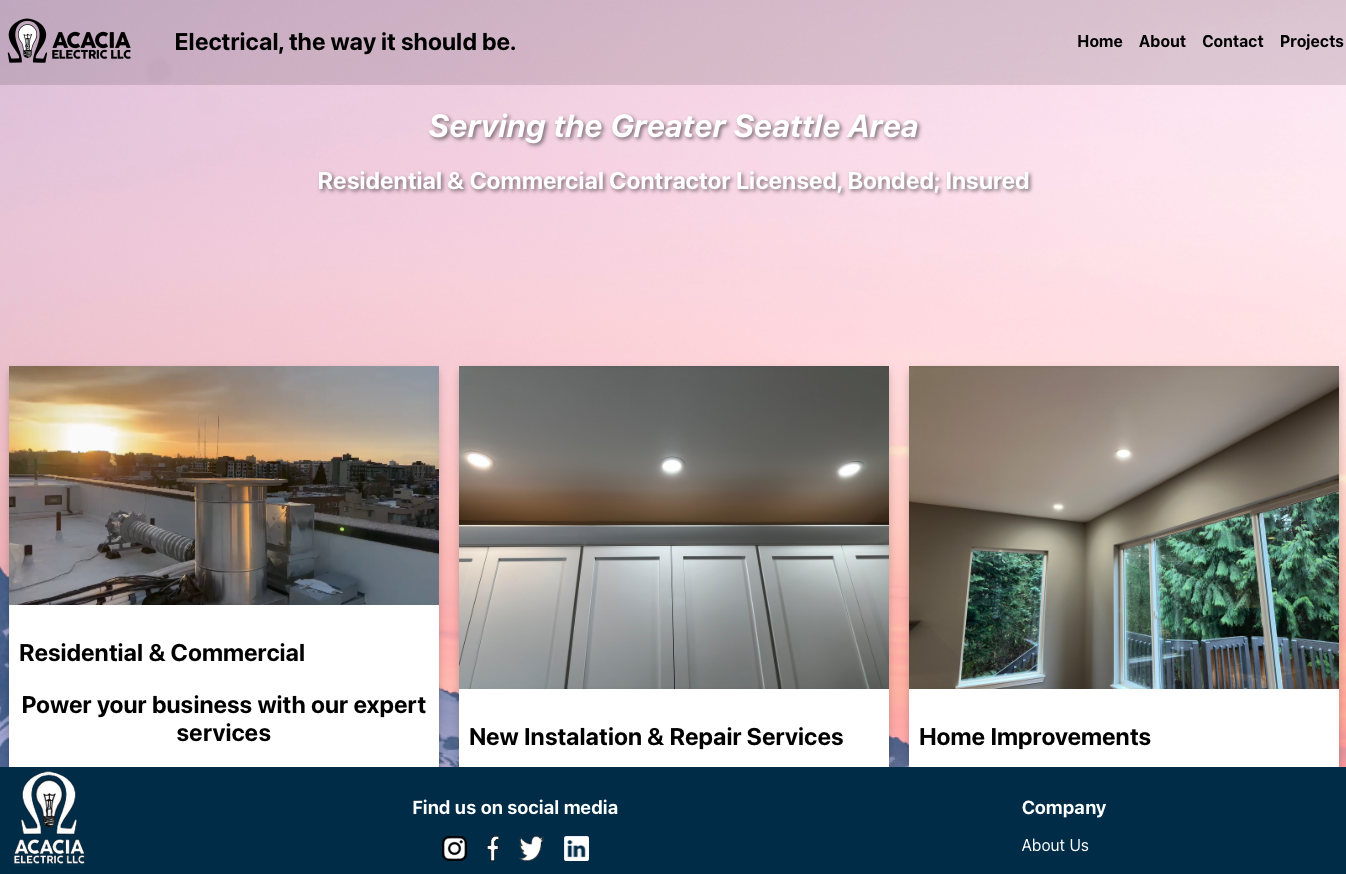 ACACIA
ELECTRIC LLC
Electrical, the way it should be.
Home About Contact Projects
Serving the Greater Seattle Area
Residential & Commercial Contractor Licensed, Bonded; Insured
Residential & Commercial
Power your business with our expert
services
New Instalation & Repair Services
Home Improvements
ACACIA
ELECTRIC LLC
Find us on social media
Company
About Us